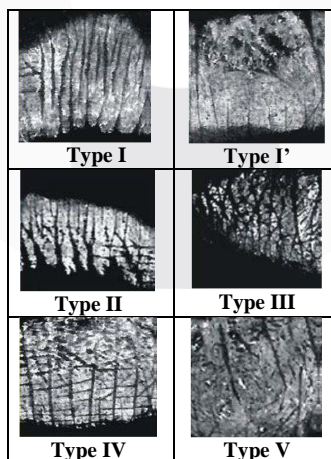 Type I
Type I’
Type II
Type III
Type IV
Type V